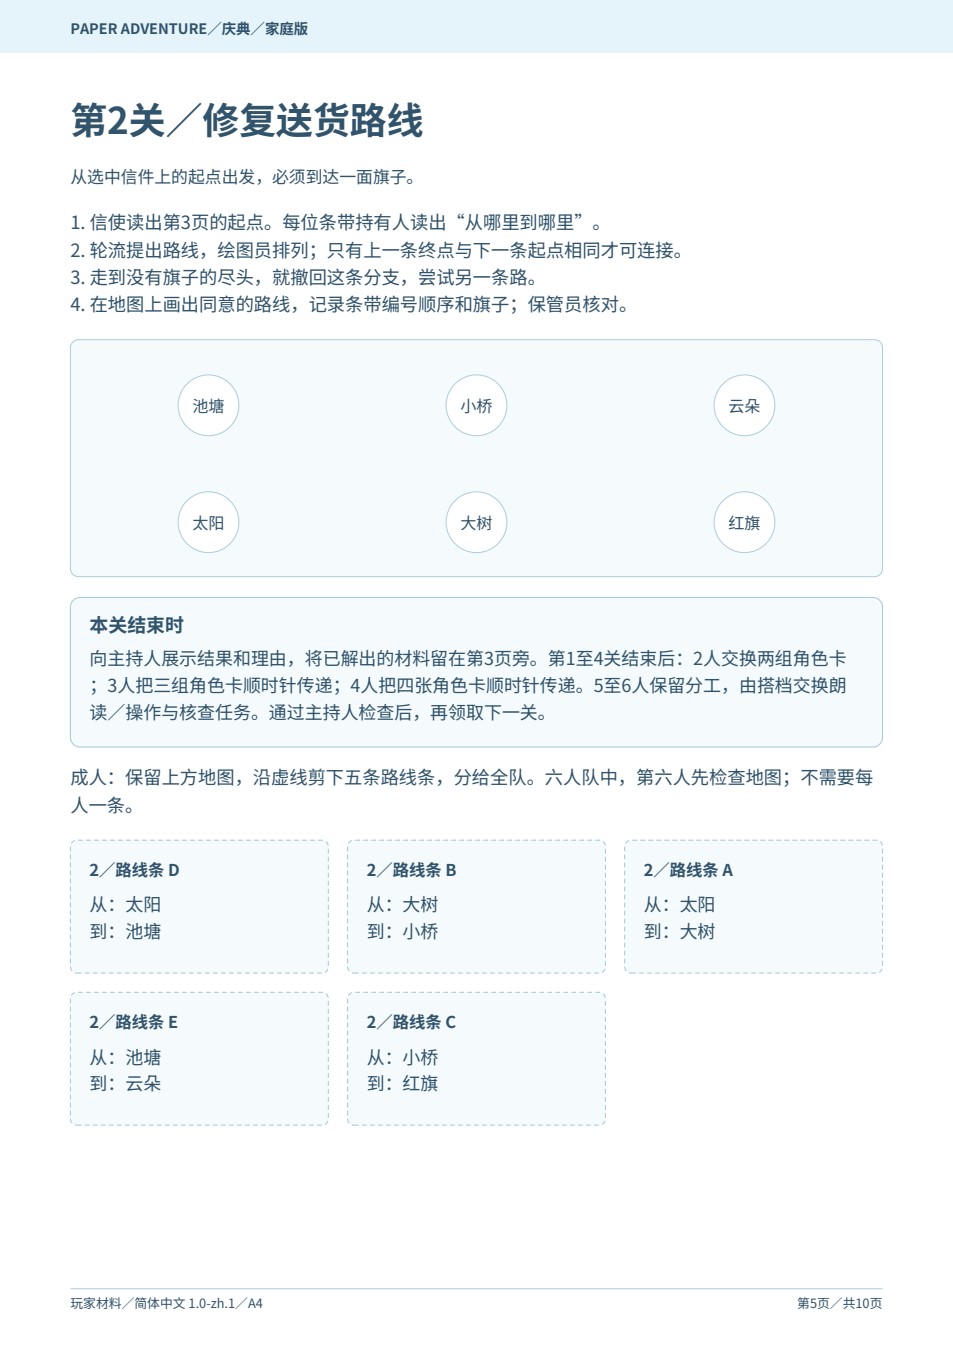 PAPER ADVENTURE／庆典／家庭版
第2关／修复送货路线
从选中信件上的起点出发，必须到达一面旗子。
1. 信使读出第3页的起点。每位条带持有人读出“从哪里到哪里”。
2. 轮流提出路线，绘图员排列；只有上一条终点与下一条起点相同才可连接。
3. 走到没有旗子的尽头，就撤回这条分支，尝试另一条路。
4. 在地图上画出同意的路线，记录条带编号顺序和旗子；保管员核对。
池塘 小桥 云朵
太阳 大树 红旗
本关结束时
向主持人展示结果和理由，将已解出的材料留在第3页旁。第1至4关结束后：2人交换两组角色卡
；3人把三组角色卡顺时针传递；4人把四张角色卡顺时针传递。5至6人保留分工，由搭档交换朗
读／操作与核查任务。通过主持人检查后，再领取下一关。
成人：保留上方地图，沿虚线剪下五条路线条，分给全队。六人队中，第六人先检查地图；不需要每
人一条。
2／路线条 D
从：太阳
到：池塘
2／路线条 B
从：大树
到：小桥
2／路线条 A
从：太阳
到：大树
2／路线条 E
从：池塘
到：云朵
2／路线条 C
从：小桥
到：红旗
玩家材料／简体中文 1.0-zh.1／A4
第5页／共10页